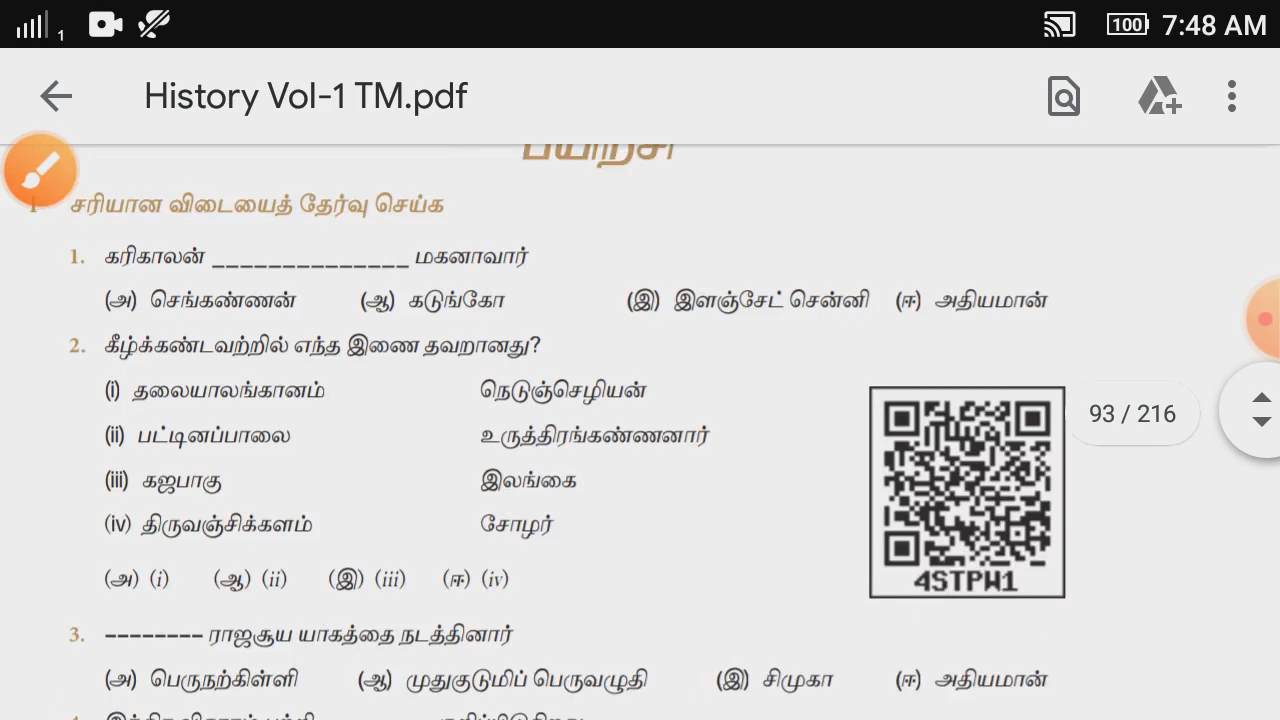 1 100 7:48 AM
History Vol-1 TM.pdf
பயிற்சி
I சரியான விடையைத் தேர்வு செய்க
1. கரிகாலன் ______________ மகனாவார்
(அ) செங்கண்ணன் (ஆ) கடுங்கோ (இ) இளஞ்சேட் சென்னி (ஈ) அதியமான்
2. கீழ்க்கண்டவற்றில் எந்த இணை தவறானது?
(i) தலையாலங்கானம் நெடுஞ்செழியன்
(ii) பட்டினப்பாலை உருத்திரங்கண்ணனார்
(iii) கஜபாகு இலங்கை
(iv) திருவஞ்சிக்களம் சோழர்
(அ) (i) (ஆ) (ii) (இ) (iii) (ஈ) (iv)
4STPW1
93 / 216
3. -------- ராஜசூய யாகத்தை நடத்தினார்
(அ) பெருநற்கிள்ளி (ஆ) முதுகுடுமிப் பெருவழுதி (இ) சிமுகா (ஈ) அதியமான்